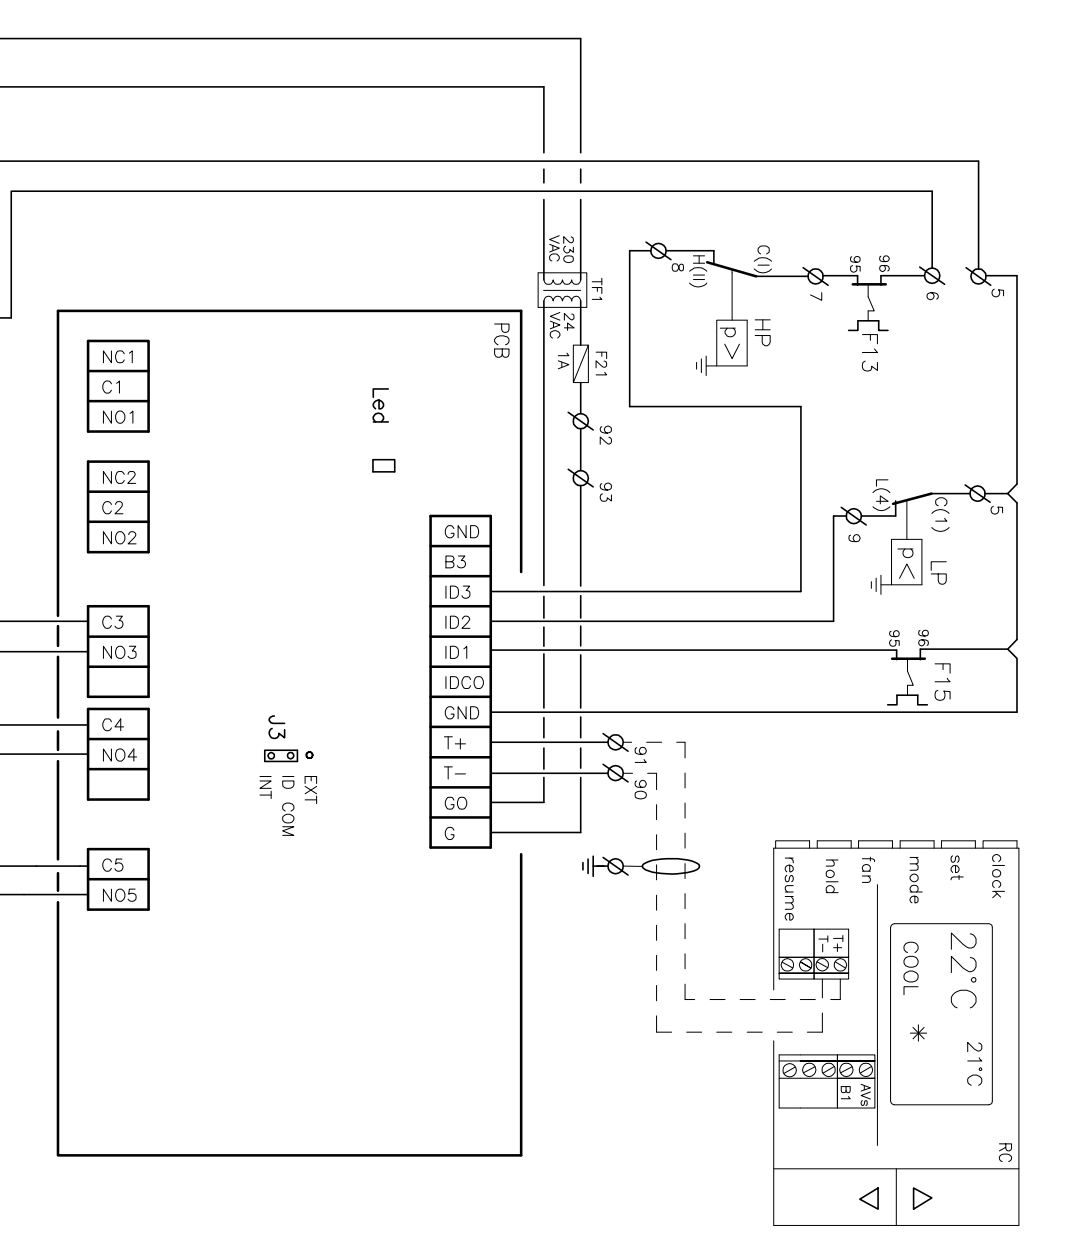 230
VAC
TF1
24
VAC
F21
1A
92
93
PCB
NC1
C1
NO1
NC2
C2
NO2
C3
NO3
C4
NO4
C5
NO5
Led
J3
EXT
ID COM
INT
GND
B3
ID3
ID2
ID1
IDCO
GND
T+
T-
GO
G
91
90
8
H(II)
C(I)
HP
p>
7
95
96
F13
6
5
L(4)
C(1)
5
9
LP
p<
95
96
F15
clock
set
mode
fan
hold
resume
T+
T-
22°C
21°C
COOL
*
AVs
B1
RC